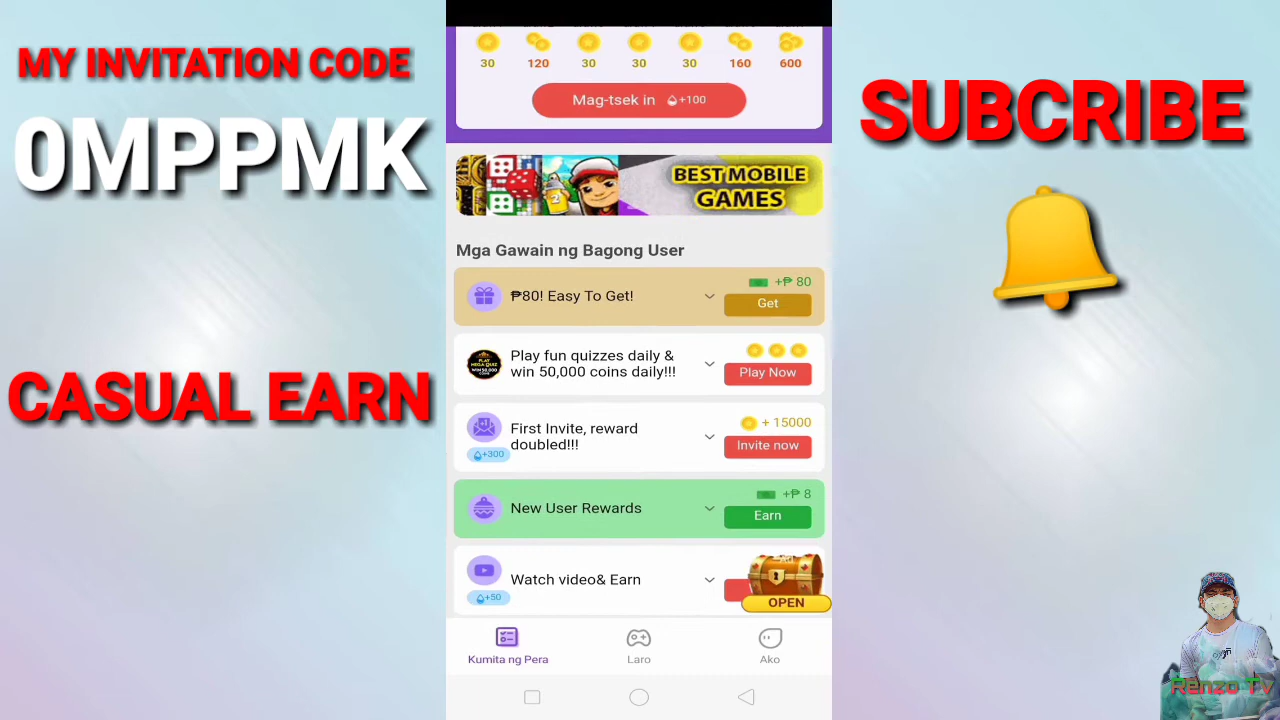 MY INVITATION CODE
0MPPMK
CASUAL EARN
30 120 30 30 30 160 600
Mag-tsek in +100
BEST MOBILE
GAMES
Mga Gawain ng Bagong User
₱80! Easy To Get!
+₱ 80
Get
Play fun quizzes daily &
win 50,000 coins daily!!!
Play Now
First Invite, reward
doubled!!!
+300
+ 15000
Invite now
New User Rewards
+₱ 8
Earn
Watch video& Earn
+50
OPEN
Kumita ng Pera
Laro
Ako
SUBCRIBE
Renzo Tv